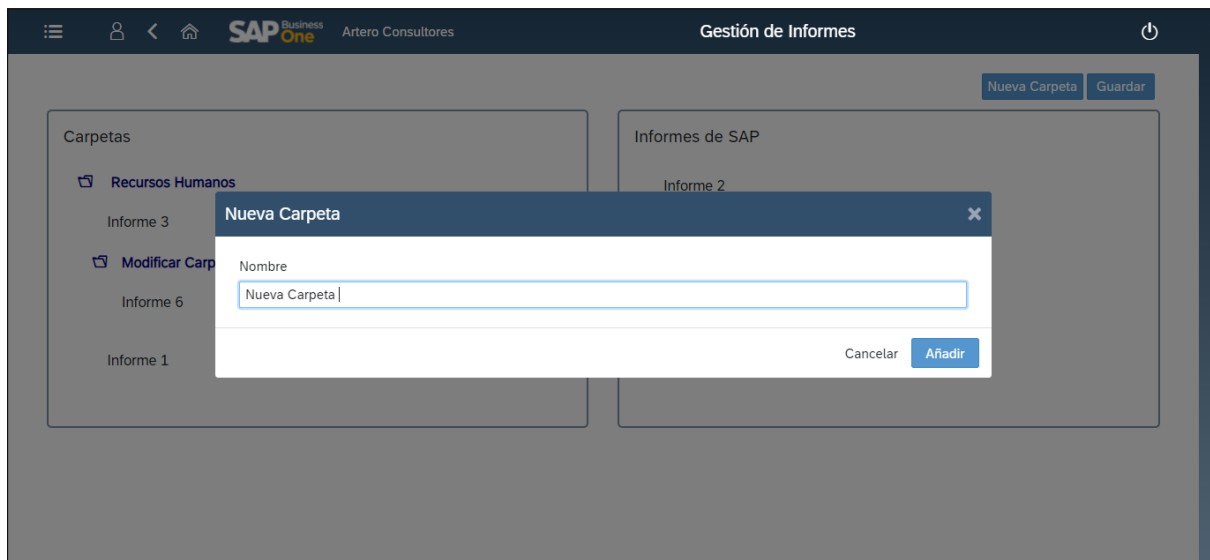 SAP Business One Artero Consultores Gestión de Informes
Nueva Carpeta Guardar
Carpetas
Recursos Humanos
Informe 3
Modificar Carp
Informe 6
Informe 1
Informes de SAP
Informe 2
Nueva Carpeta
Nombre
Nueva Carpeta
Cancelar Añadir